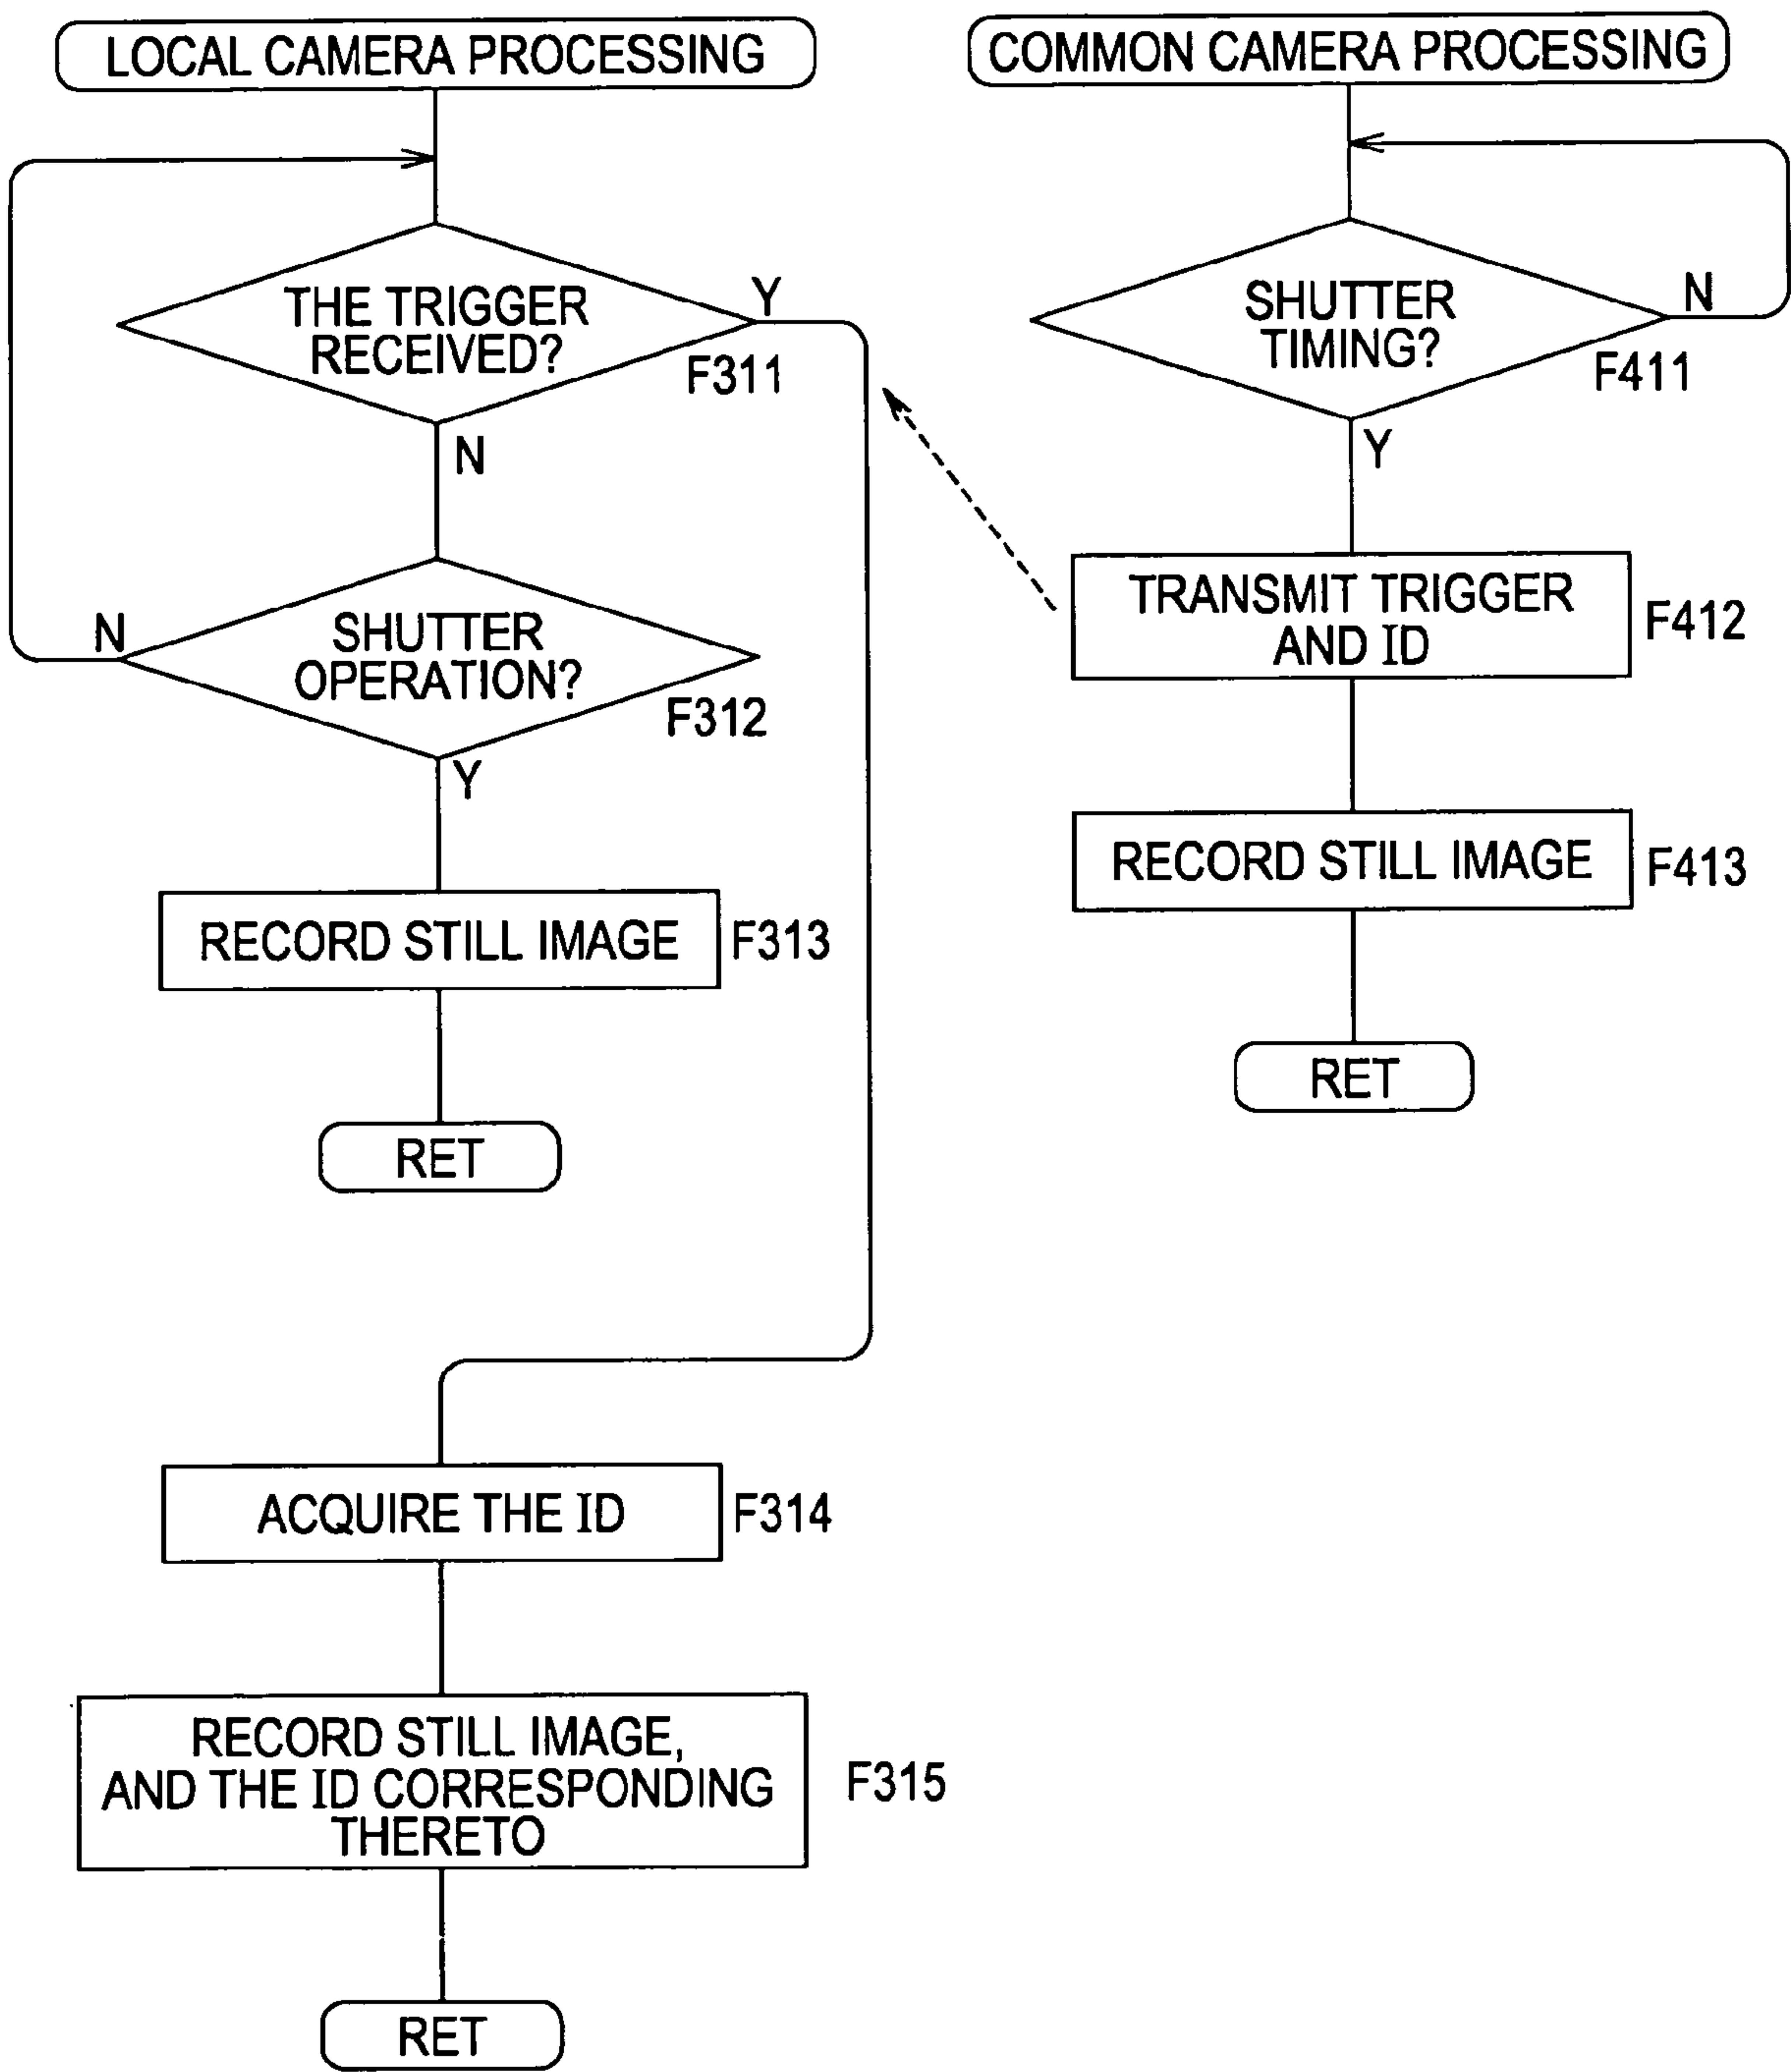 LOCAL CAMERA PROCESSING
THE TRIGGER
RECEIVED?
Y
F311
N
SHUTTER
OPERATION?
N
F312
Y
RECORD STILL IMAGE
F313
RET
ACQUIRE THE ID
F314
RECORD STILL IMAGE,
AND THE ID CORRESPONDING
THERETO
F315
RET
COMMON CAMERA PROCESSING
SHUTTER
TIMING?
N
F411
Y
TRANSMIT TRIGGER
AND ID
F412
RECORD STILL IMAGE
F413
RET